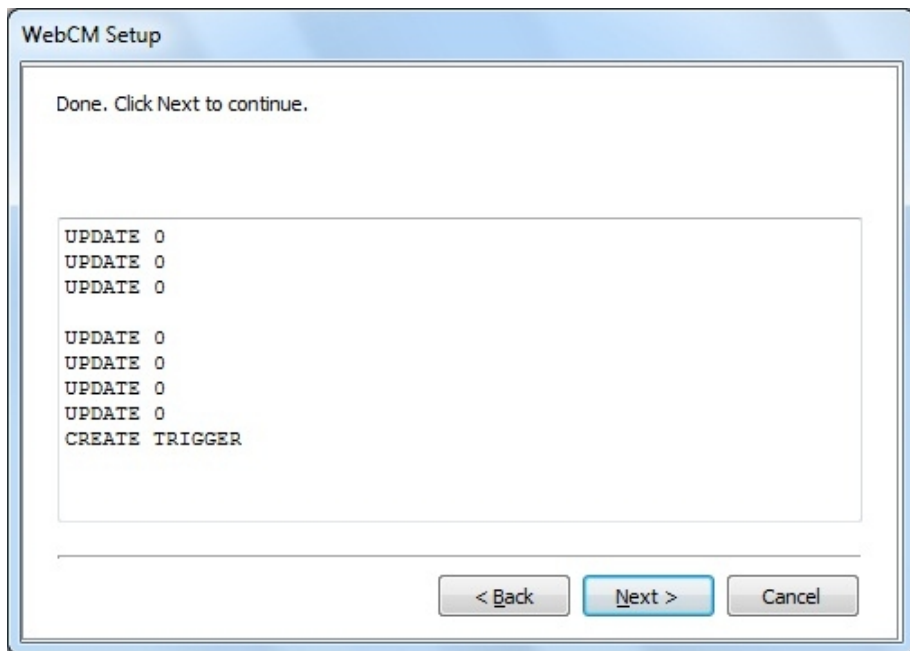 WebCM Setup
Done. Click Next to continue.
UPDATE 0
UPDATE 0
UPDATE 0
UPDATE 0
UPDATE 0
UPDATE 0
UPDATE 0
CREATE TRIGGER
< Back
Next >
Cancel